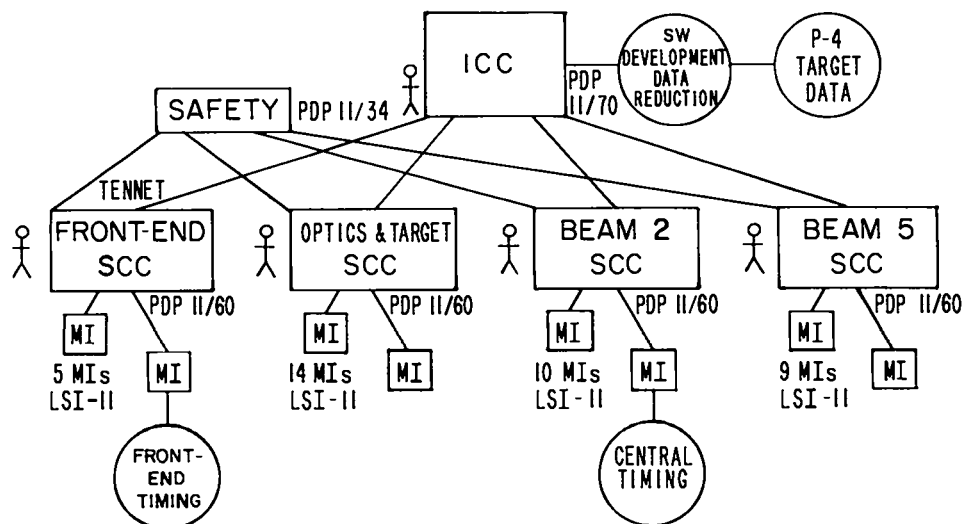 ICC
PDP
11/70
SW
DEVELOPMENT
DATA
REDUCTION
P-4
TARGET
DATA
SAFETY
PDP 11/34
TENNET
FRONT-END
SCC
PDP 11/60
OPTICS & TARGET
SCC
PDP 11/60
BEAM 2
SCC
PDP 11/60
BEAM 5
SCC
PDP 11/60
MI
5 MIs
LSI-11
MI
MI
14 MIs
LSI-11
MI
MI
10 MIs
LSI-11
MI
MI
9 MIs
LSI-11
MI
FRONT-
END
TIMING
CENTRAL
TIMING